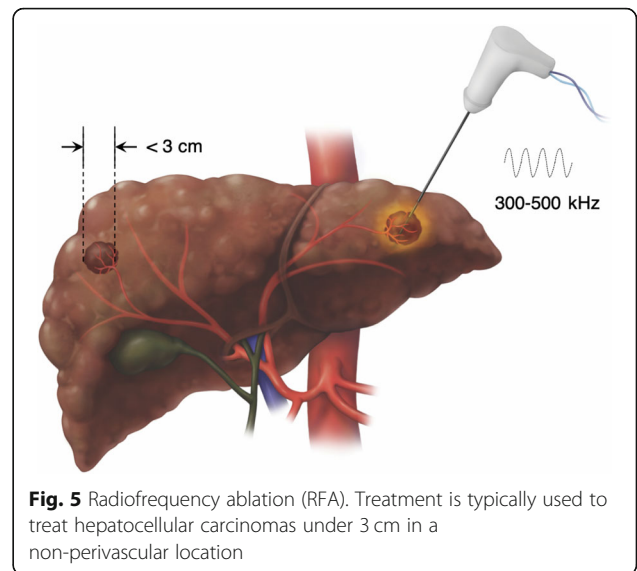 < 3 cm
300-500 kHz
Fig. 5 Radiofrequency ablation (RFA). Treatment is typically used to
treat hepatocellular carcinomas under 3 cm in a
non-perivascular location